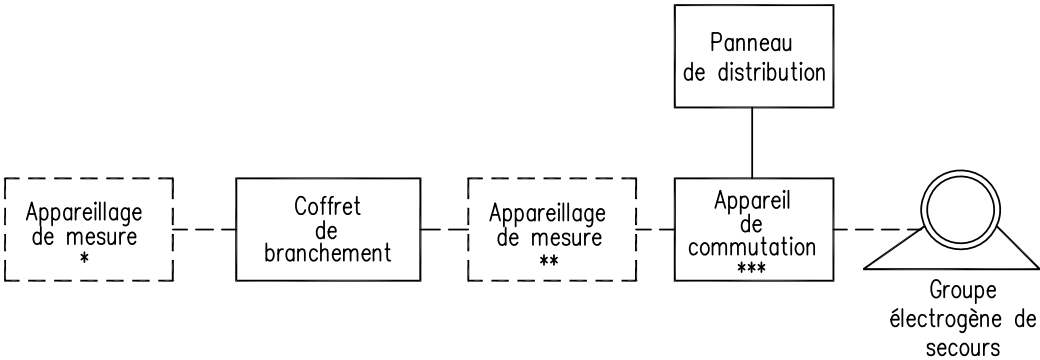 Panneau
de distribution
Appareillage
de mesure
*
Coffret
de
branchement
Appareillage
de mesure
**
Appareil
de
commutation
***
Groupe
électrogène de
secours